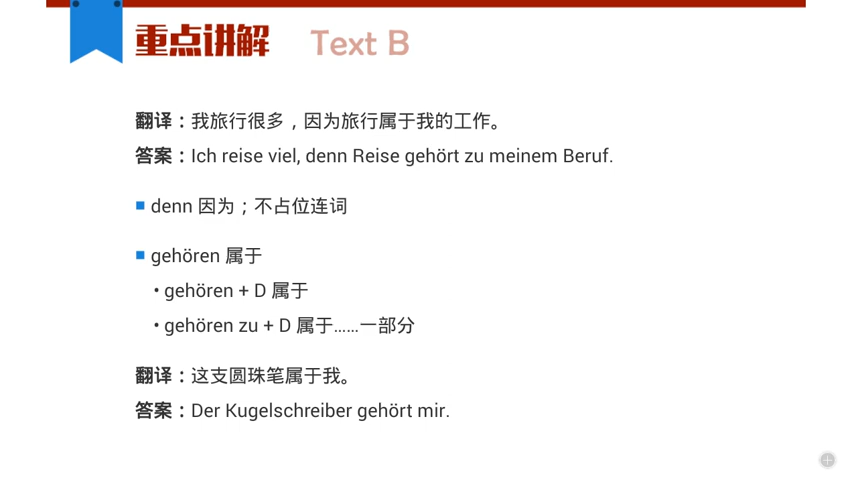 重点讲解 Text B
翻译：我旅行很多，因为旅行属于我的工作。
答案：Ich reise viel, denn Reise gehört zu meinem Beruf.
■ denn 因为；不占位连词
■ gehören 属于
• gehören + D 属于
• gehören zu + D 属于……一部分
翻译：这支圆珠笔属于我。
答案：Der Kugelschreiber gehört mir.